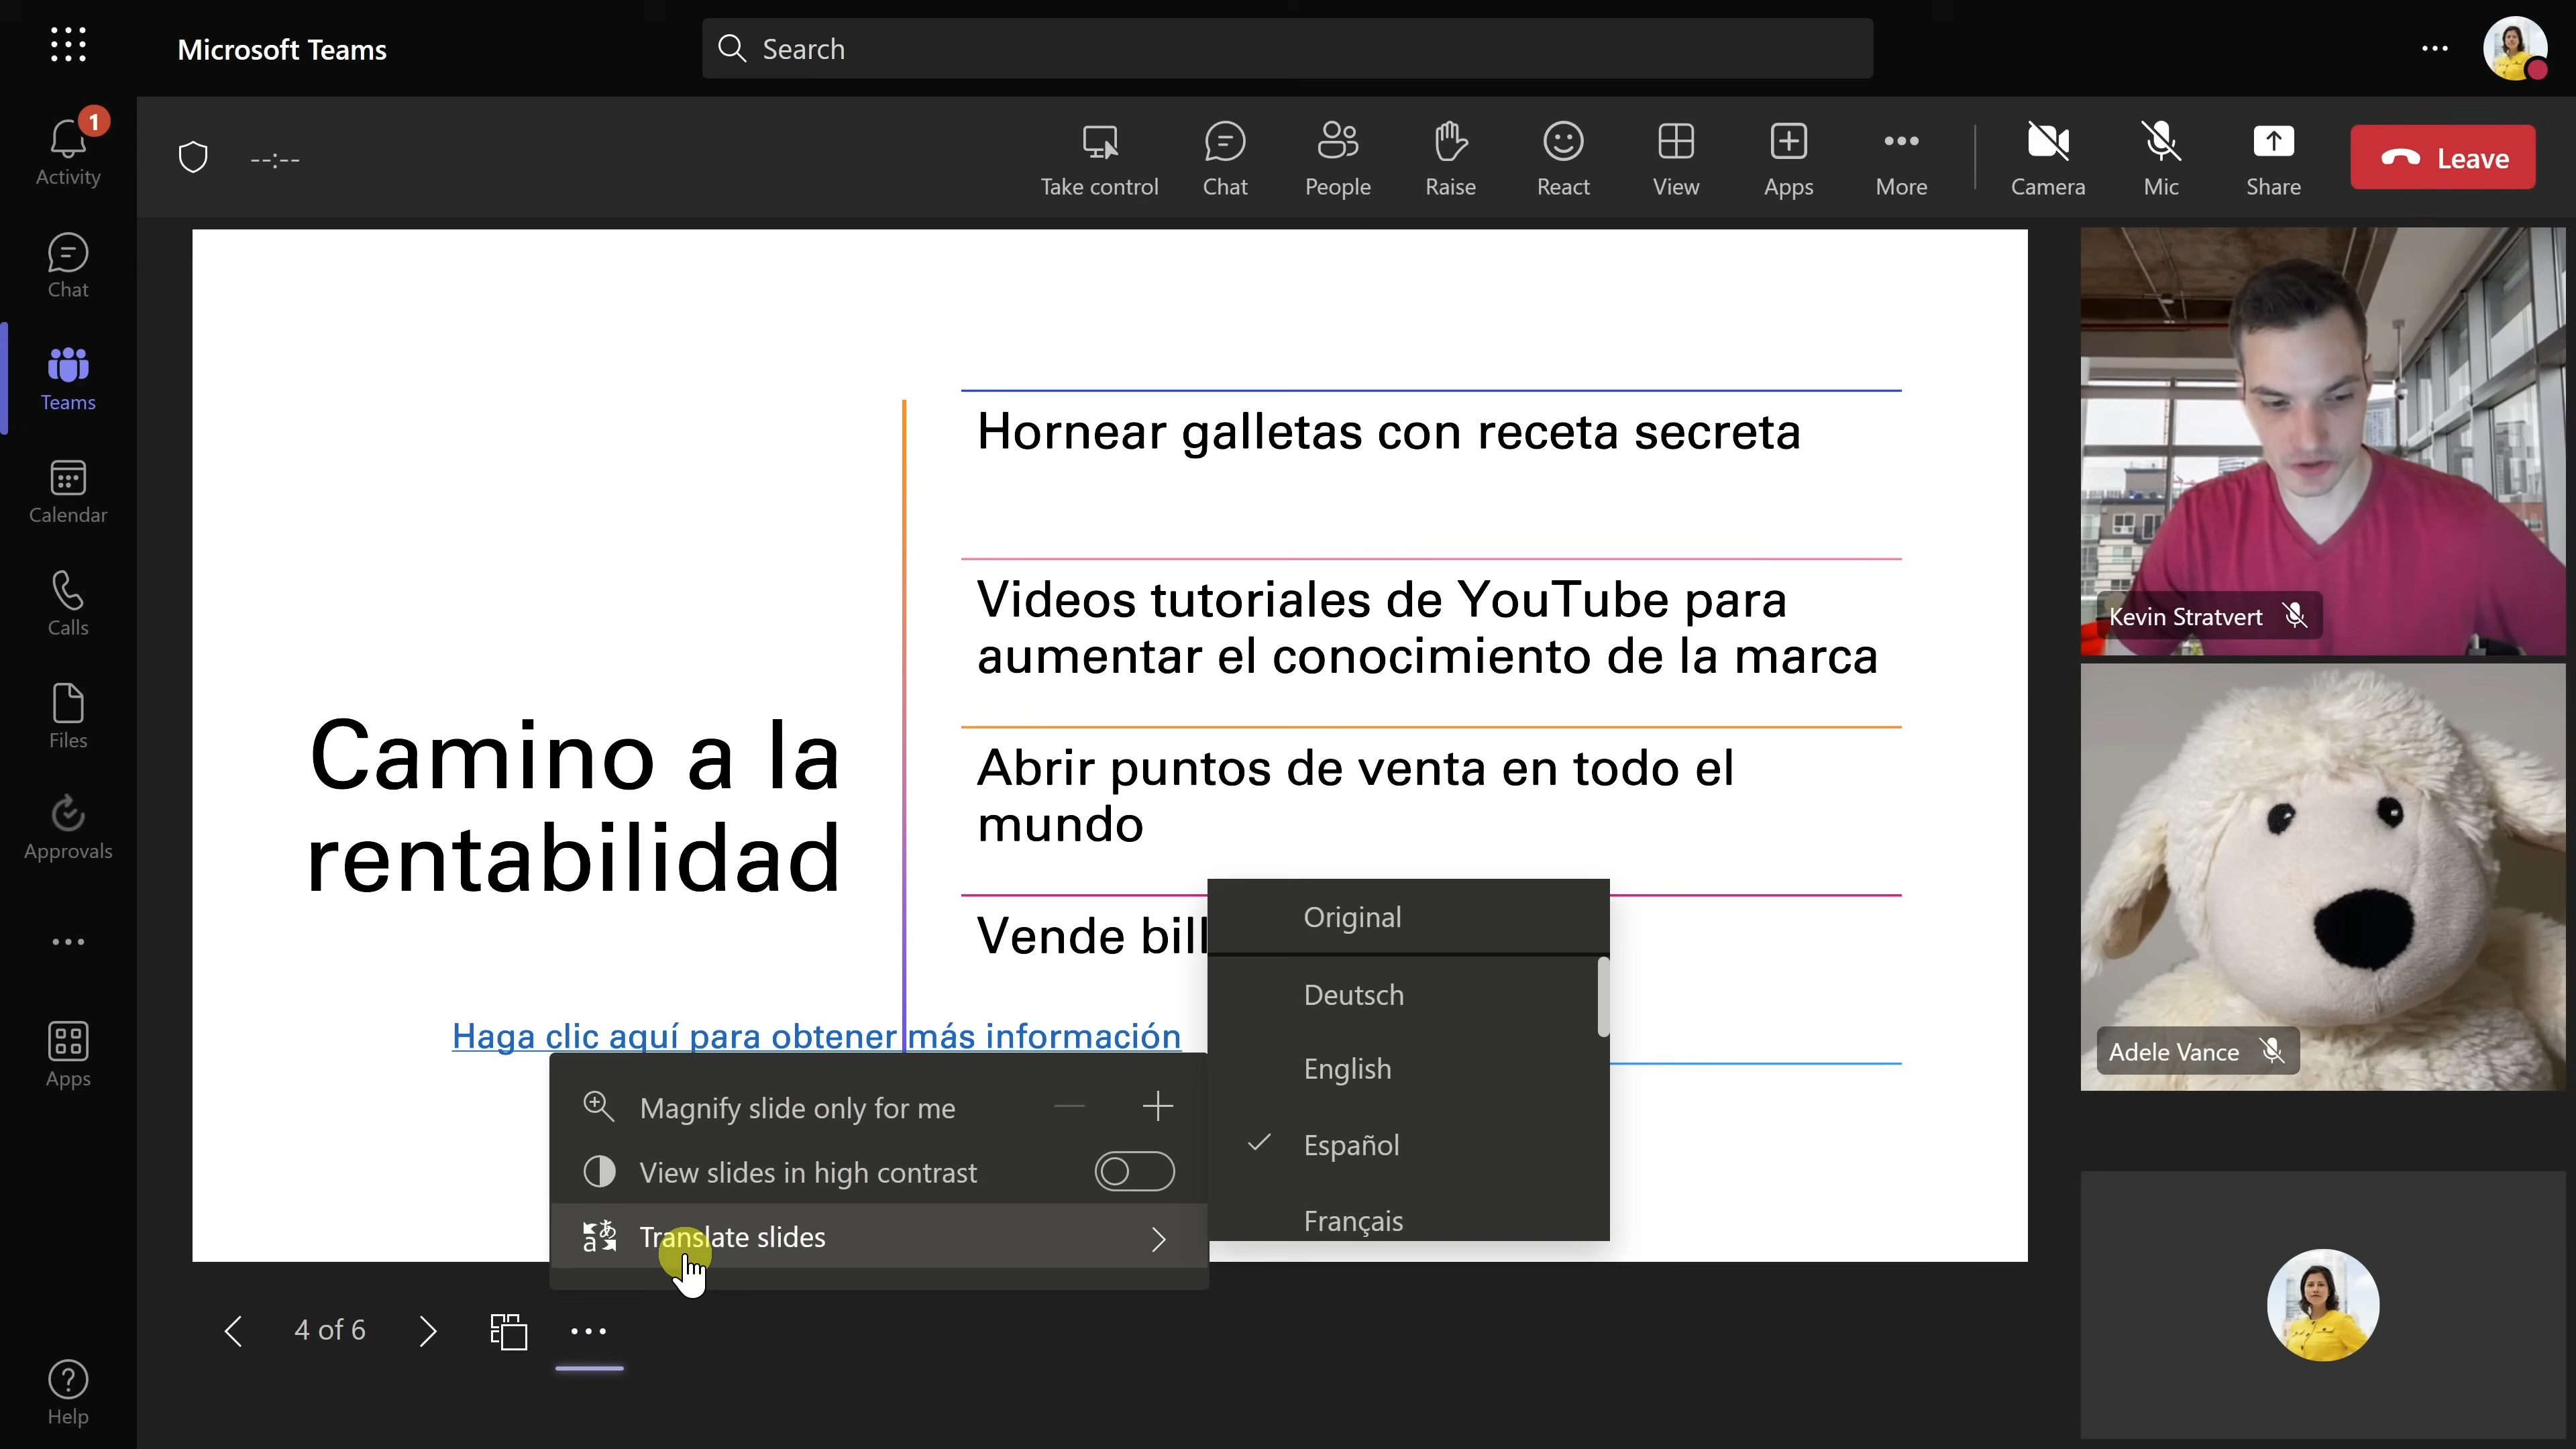 Microsoft Teams
Search
1
Activity
Chat
Teams
Calendar
Calls
Files
Approvals
Apps
Help
--:--
Take control
Chat
People
Raise
React
View
Apps
More
Camera
Mic
Share
Leave
Camino a la
rentabilidad
Hornear galletas con receta secreta
Videos tutoriales de YouTube para
aumentar el conocimiento de la marca
Abrir puntos de venta en todo el
mundo
Vende
Haga clic aquí para obtener más información
Magnify slide only for me
View slides in high contrast
Translate slides
Original
Deutsch
English
Español
Français
4 of 6
Kevin Stratvert
Adele Vance